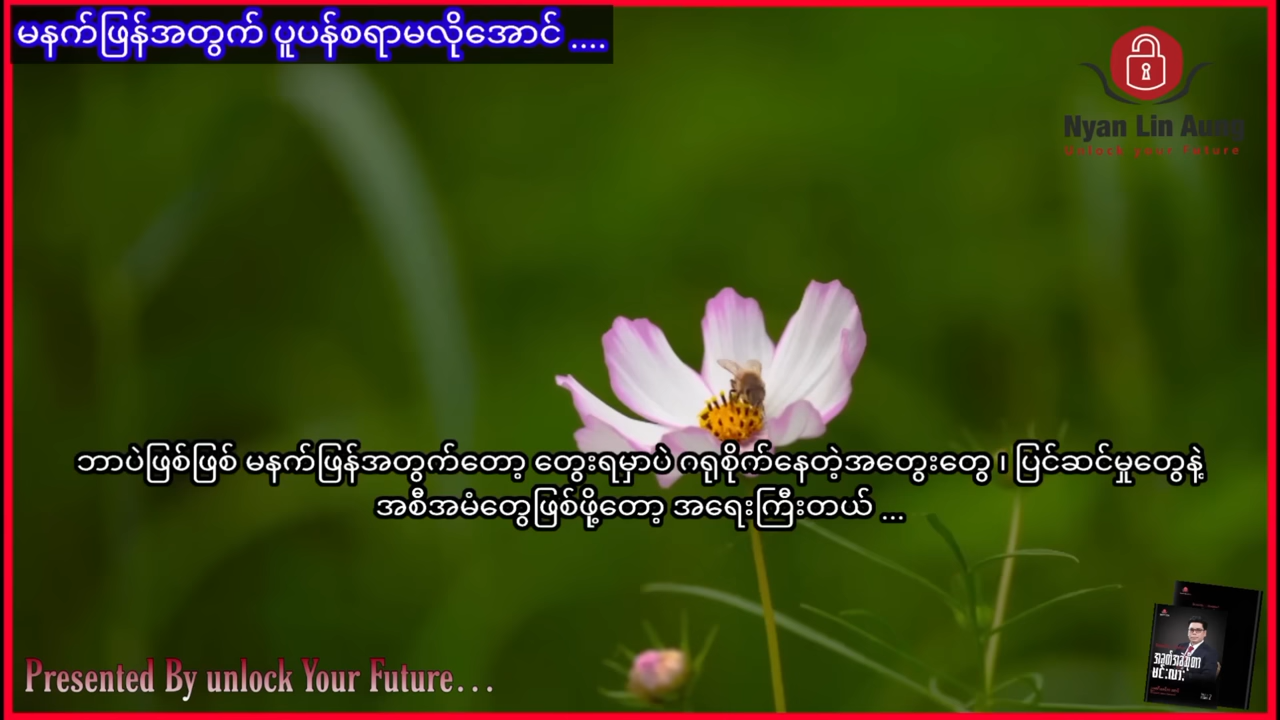 မနက်ဖြန်အတွက် ပူပန်စရာမလိုအောင် ....
Nyan Lin Aung
Unlock your Future
ဘာပဲဖြစ်ဖြစ် မနက်ဖြန်အတွက်တော့ တွေးရမှာပဲ ဂရုစိုက်နေတဲ့အတွေးတွေ ၊ ပြင်ဆင်မှုတွေနဲ့
အစီအမံတွေဖြစ်ဖို့တော့ အရေးကြီးတယ် ...
Presented By unlock Your Future...